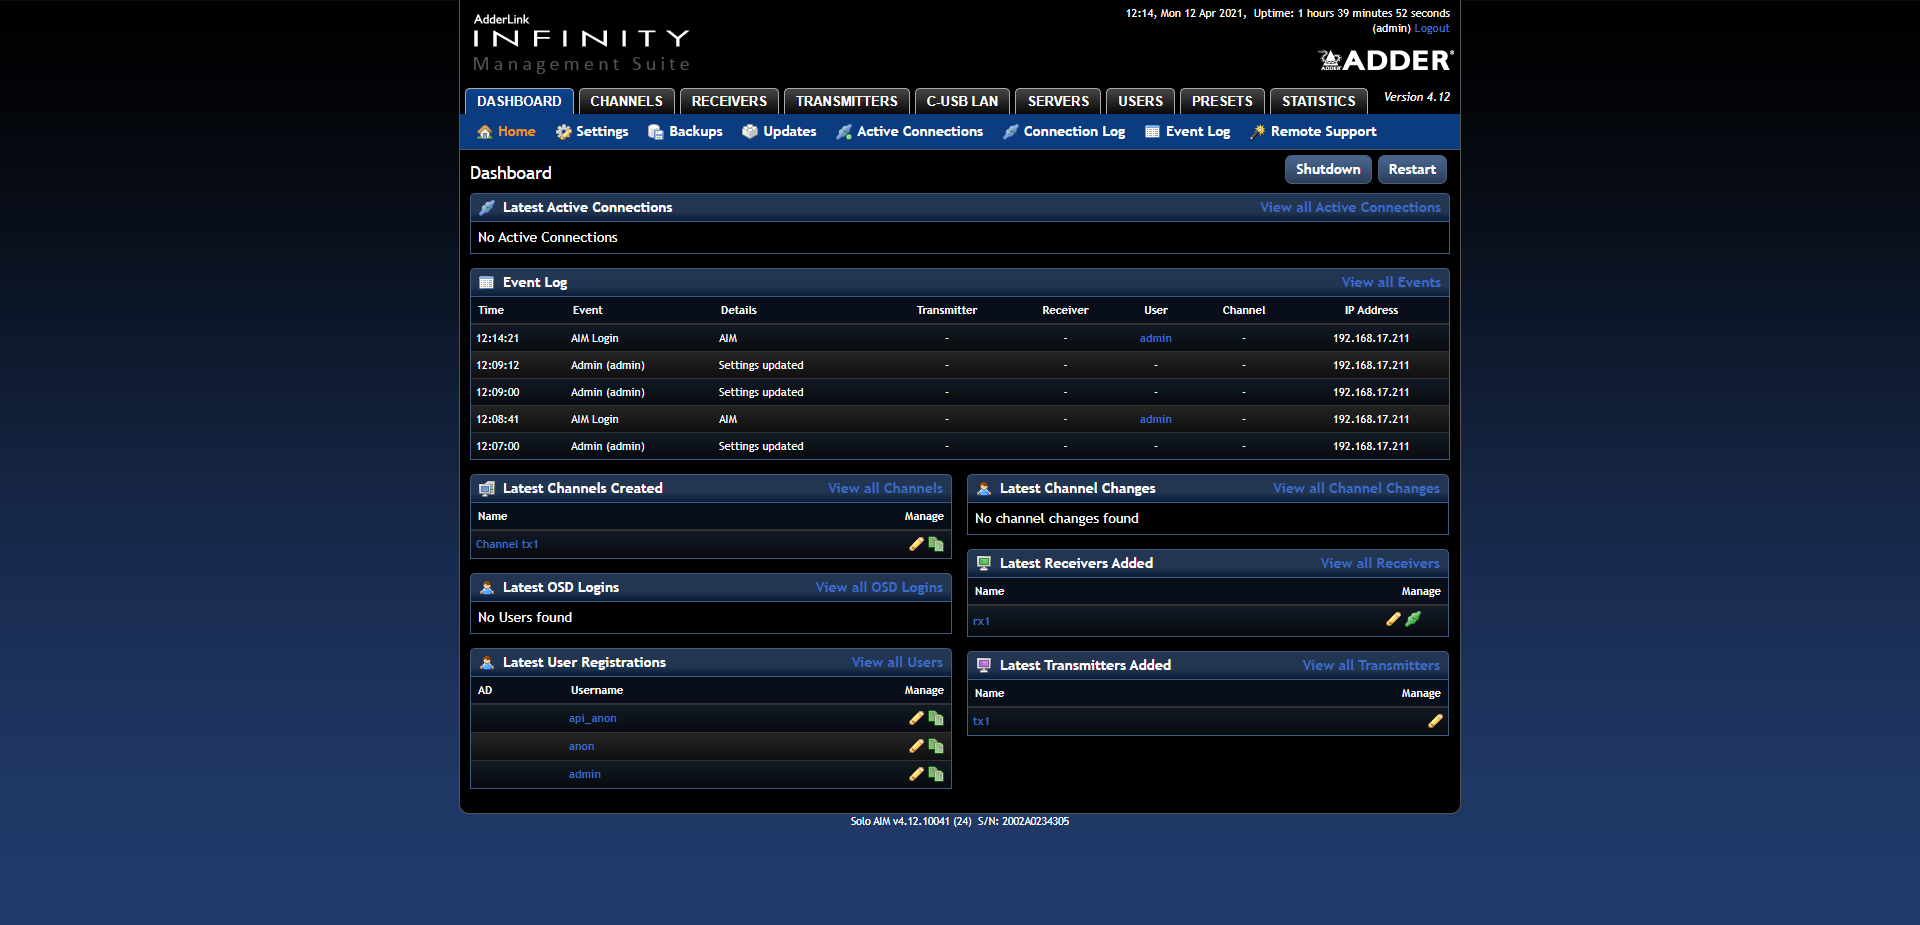 AdderLink
INFINITY
Management Suite
12:14, Mon 12 Apr 2021, Uptime: 1 hours 39 minutes 52 seconds
(admin) Logout
ADDER
ADDER
DASHBOARD CHANNELS RECEIVERS TRANSMITTERS C-USB LAN SERVERS USERS PRESETS STATISTICS Version 4.12
Home Settings Backups Updates Active Connections Connection Log Event Log Remote Support
Dashboard Shutdown Restart
Latest Active Connections View all Active Connections
No Active Connections
Event Log View all Events
Time Event Details Transmitter Receiver User Channel IP Address
12:14:21 AIM Login AIM - - admin - 192.168.17.211
12:09:12 Admin (admin) Settings updated - - - - 192.168.17.211
12:09:00 Admin (admin) Settings updated - - - - 192.168.17.211
12:08:41 AIM Login AIM - - admin - 192.168.17.211
12:07:00 Admin (admin) Settings updated - - - - 192.168.17.211
Latest Channels Created View all Channels
Name Manage
Channel tx1
Latest OSD Logins View all OSD Logins
No Users found
Latest User Registrations View all Users
AD Username Manage
api_anon
anon
admin
Latest Channel Changes View all Channel Changes
No channel changes found
Latest Receivers Added View all Receivers
Name Manage
rx1
Latest Transmitters Added View all Transmitters
Name Manage
tx1
Solo AIM v4.12.10041 (24) S/N: 2002A0234305